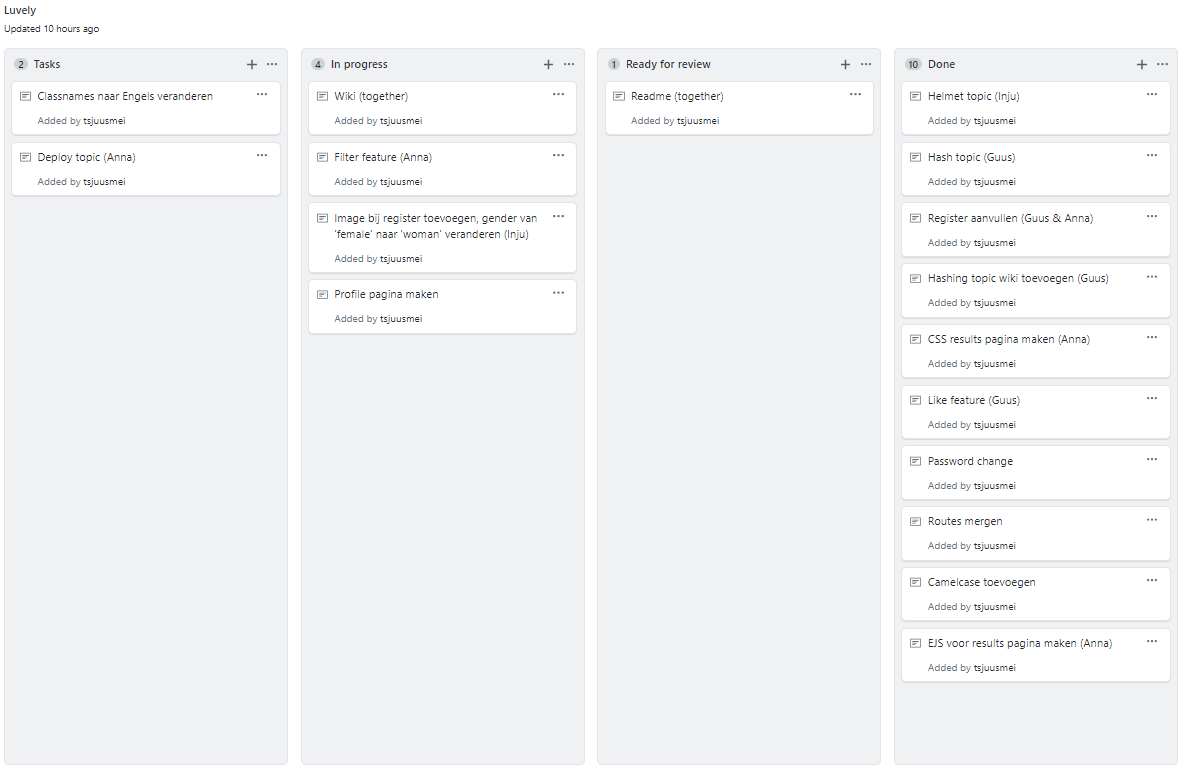 Luvely
Updated 10 hours ago
2 Tasks
Classnames naar Engels veranderen
Added by tsjuusmei
Deploy topic (Anna)
Added by tsjuusmei
4 In progress
Wiki (together)
Added by tsjuusmei
Filter feature (Anna)
Added by tsjuusmei
Image bij register toevoegen, gender van
'female' naar 'woman' veranderen (Inju)
Added by tsjuusmei
Profile pagina maken
Added by tsjuusmei
1 Ready for review
Readme (together)
Added by tsjuusmei
10 Done
Helmet topic (Inju)
Added by tsjuusmei
Hash topic (Guus)
Added by tsjuusmei
Register aanvullen (Guus & Anna)
Added by tsjuusmei
Hashing topic wiki toevoegen (Guus)
Added by tsjuusmei
CSS results pagina maken (Anna)
Added by tsjuusmei
Like feature (Guus)
Added by tsjuusmei
Password change
Added by tsjuusmei
Routes mergen
Added by tsjuusmei
Camelcase toevoegen
Added by tsjuusmei
EJS voor results pagina maken (Anna)
Added by tsjuusmei